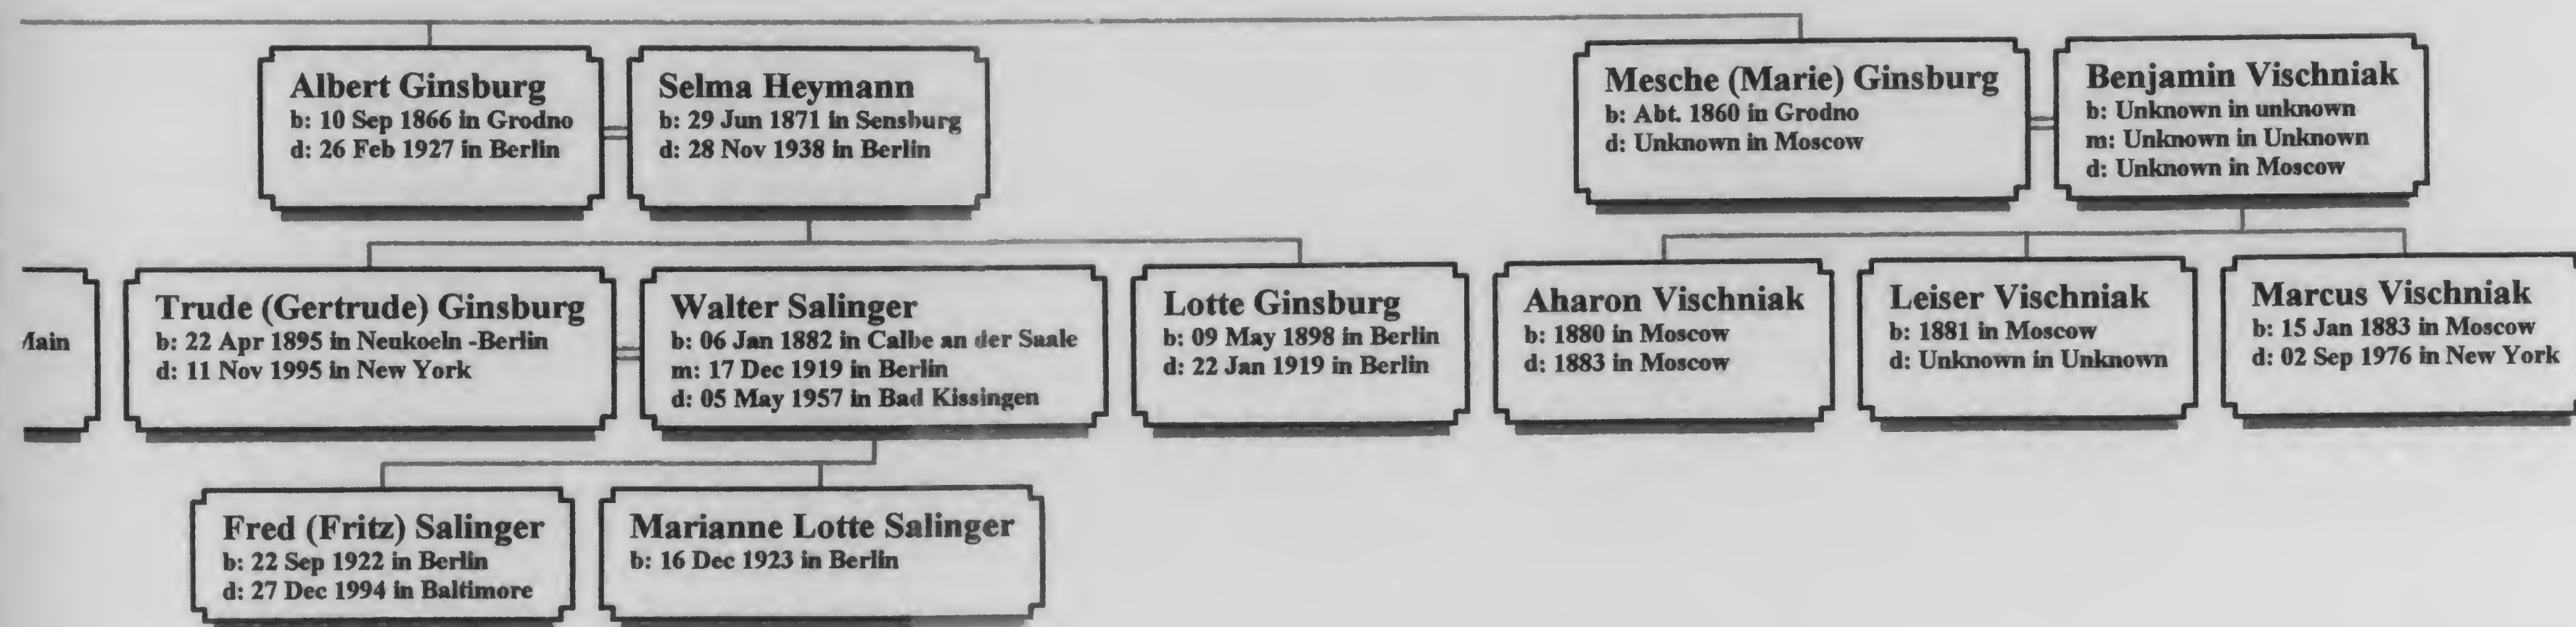 Albert Ginsburg
b: 10 Sep 1866 in Grodno
d: 26 Feb 1927 in Berlin
Selma Heymann
b: 29 Jun 1871 in Sensburg
d: 28 Nov 1938 in Berlin
Mesche (Marie) Ginsburg
b: Abt. 1860 in Grodno
d: Unknown in Moscow
Benjamin Vischniak
b: Unknown in unknown
m: Unknown in Unknown
d: Unknown in Moscow
Trude (Gertrude) Ginsburg
b: 22 Apr 1895 in Neukoeln -Berlin
d: 11 Nov 1995 in New York
Walter Salinger
b: 06 Jan 1882 in Calbe an der Saale
m: 17 Dec 1919 in Berlin
d: 05 May 1957 in Bad Kissingen
Lotte Ginsburg
b: 09 May 1898 in Berlin
d: 22 Jan 1919 in Berlin
Aharon Vischniak
b: 1880 in Moscow
d: 1883 in Moscow
Leiser Vischniak
b: 1881 in Moscow
d: Unknown in Unknown
Marcus Vischniak
b: 15 Jan 1883 in Moscow
d: 02 Sep 1976 in New York
Fred (Fritz) Salinger
b: 22 Sep 1922 in Berlin
d: 27 Dec 1994 in Baltimore
Marianne Lotte Salinger
b: 16 Dec 1923 in Berlin